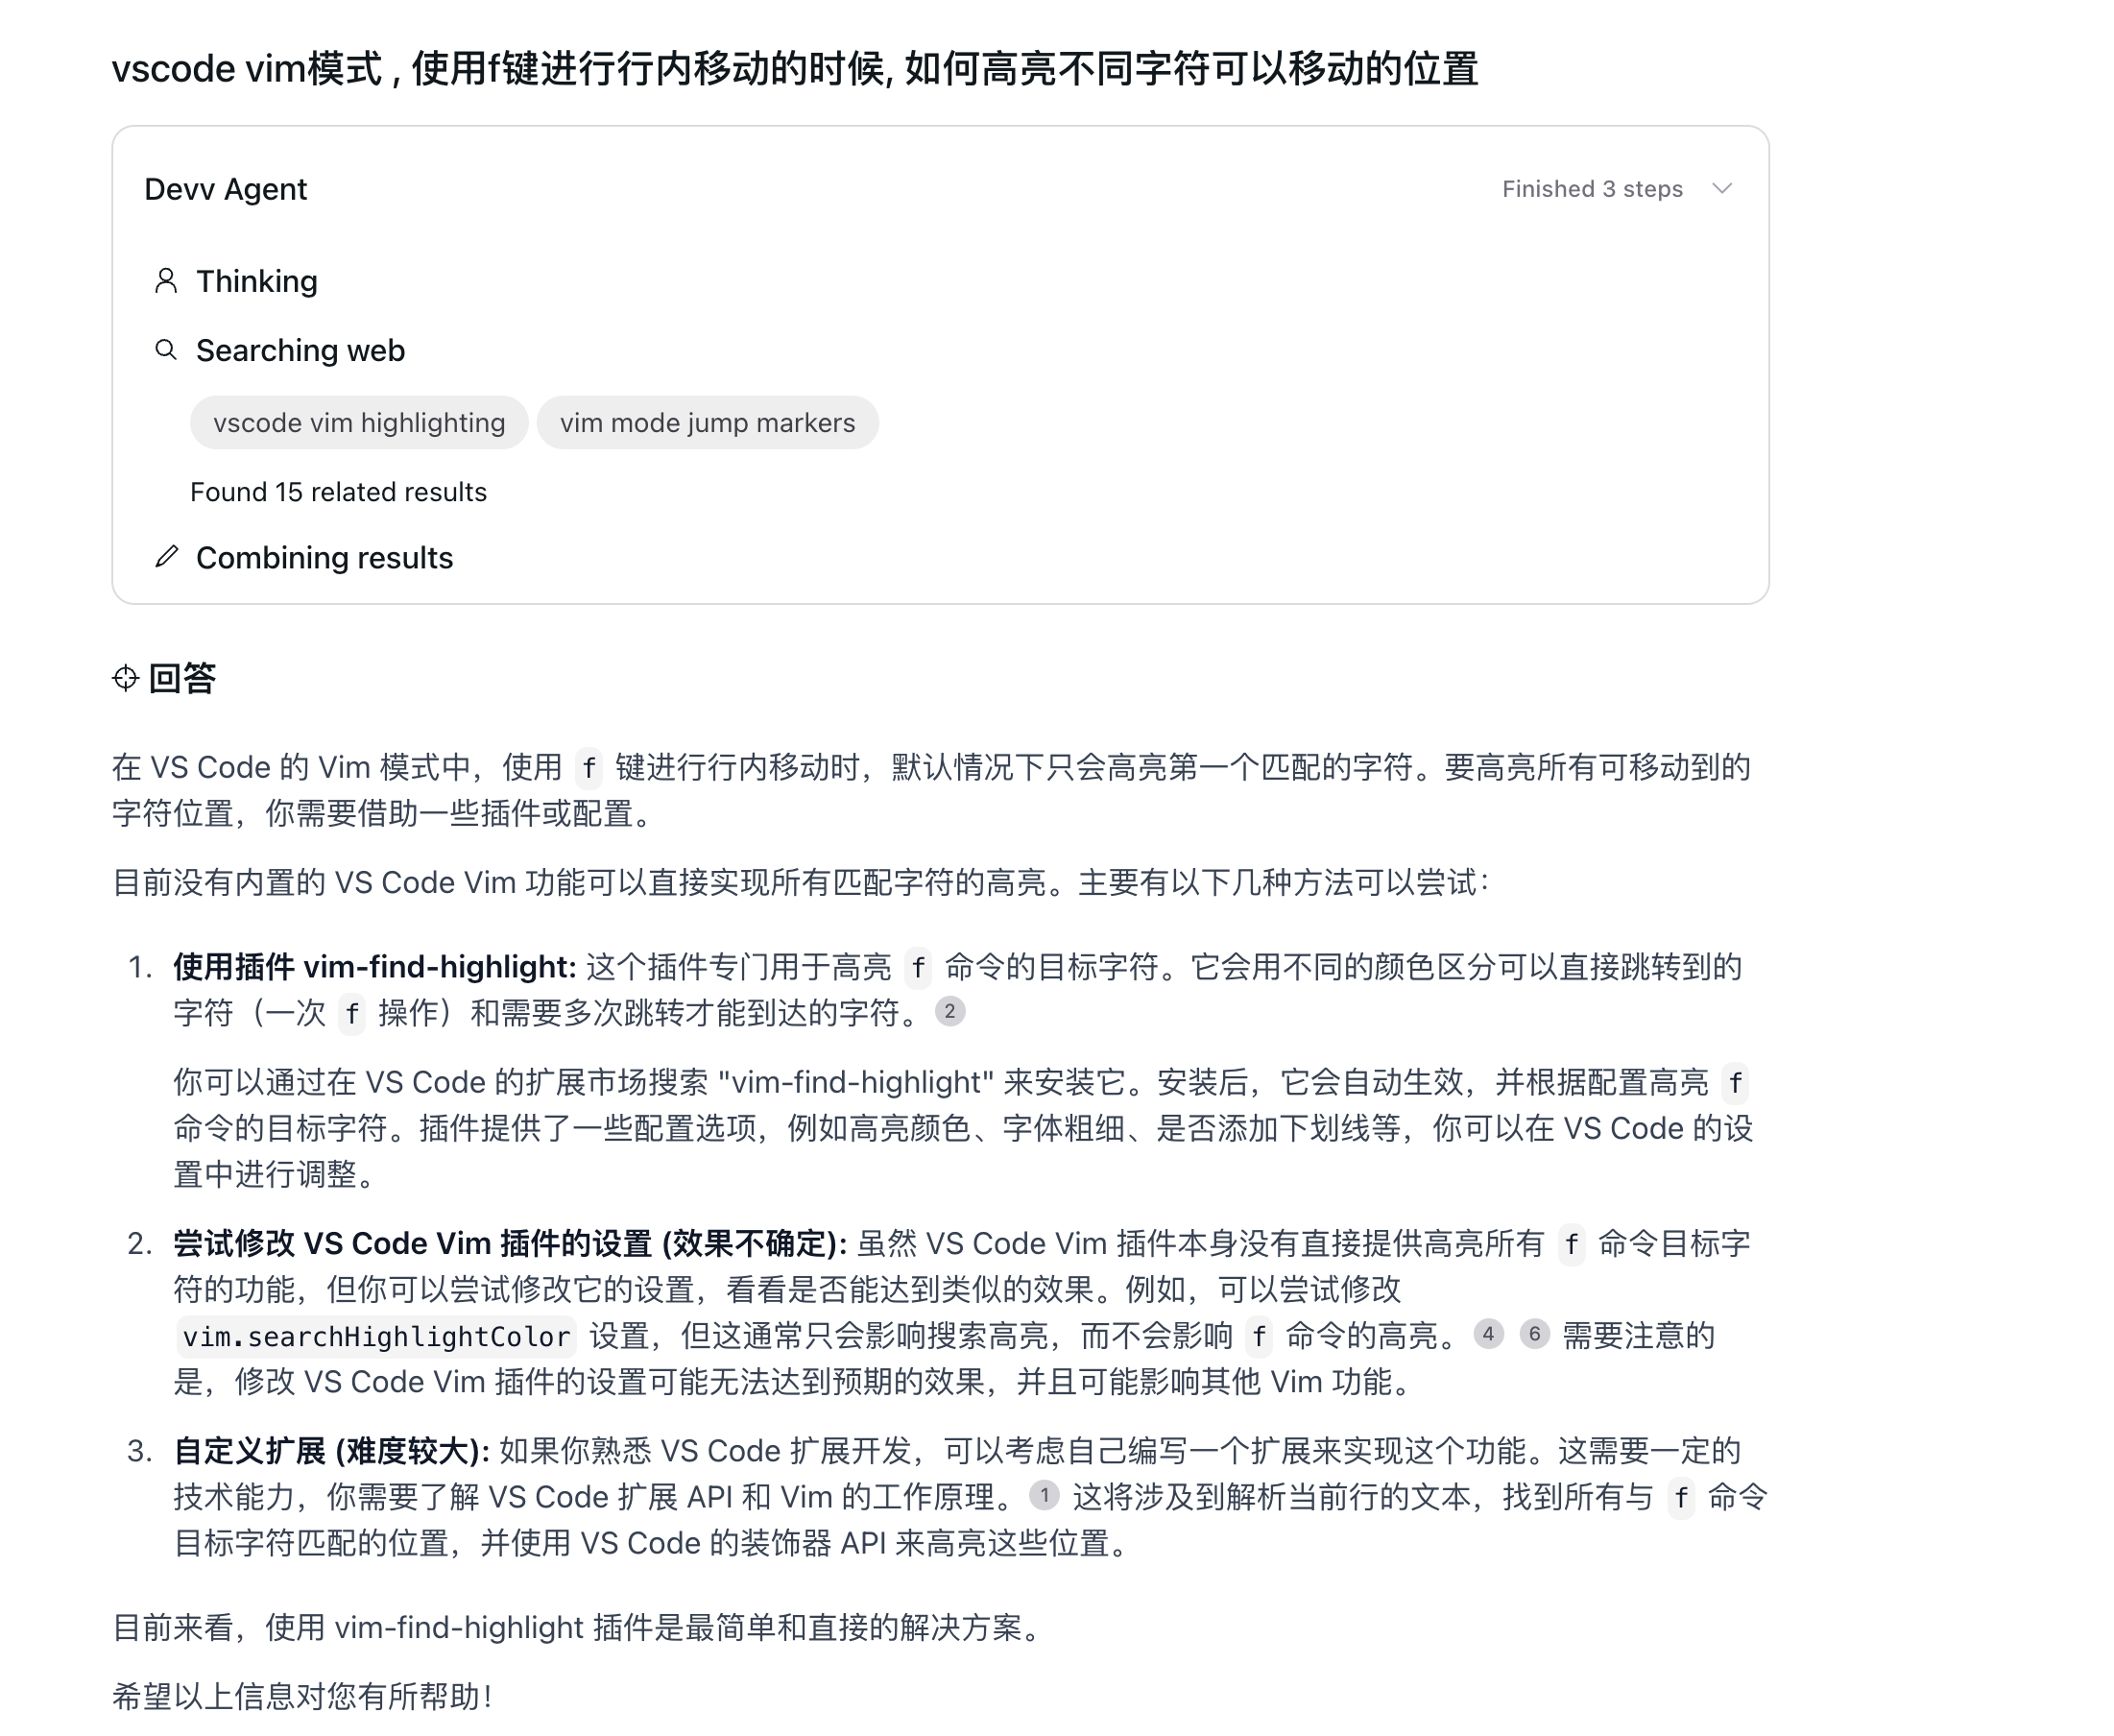 vscode vim模式 , 使用f键进行行内移动的时候, 如何高亮不同字符可以移动的位置
Devv Agent
Finished 3 steps
Thinking
Searching web
vscode vim highlighting
vim mode jump markers
Found 15 related results
Combining results
回答
在 VS Code 的 Vim 模式中，使用 f 键进行行内移动时，默认情况下只会高亮第一个匹配的字符。要高亮所有可移动到的
字符位置，你需要借助一些插件或配置。
目前没有内置的 VS Code Vim 功能可以直接实现所有匹配字符的高亮。主要有以下几种方法可以尝试：
1. 使用插件 vim-find-highlight: 这个插件专门用于高亮 f 命令的目标字符。它会用不同的颜色区分可以直接跳转到的
字符（一次 f 操作）和需要多次跳转才能到达的字符。 2
你可以通过在 VS Code 的扩展市场搜索 "vim-find-highlight" 来安装它。安装后，它会自动生效，并根据配置高亮 f
命令的目标字符。插件提供了一些配置选项，例如高亮颜色、字体粗细、是否添加下划线等，你可以在 VS Code 的设
置中进行调整。
2. 尝试修改 VS Code Vim 插件的设置 (效果不确定): 虽然 VS Code Vim 插件本身没有直接提供高亮所有 f 命令目标字
符的功能，但你可以尝试修改它的设置，看看是否能达到类似的效果。例如，可以尝试修改
vim.searchHighlightColor 设置，但这通常只会影响搜索高亮，而不会影响 f 命令的高亮。 4 6 需要注意的
是，修改 VS Code Vim 插件的设置可能无法达到预期的效果，并且可能影响其他 Vim 功能。
3. 自定义扩展 (难度较大): 如果你熟悉 VS Code 扩展开发，可以考虑自己编写一个扩展来实现这个功能。这需要一定的
技术能力，你需要了解 VS Code 扩展 API 和 Vim 的工作原理。 1 这将涉及到解析当前行的文本，找到所有与 f 命令
目标字符匹配的位置，并使用 VS Code 的装饰器 API 来高亮这些位置。
目前来看，使用 vim-find-highlight 插件是最简单和直接的解决方案。
希望以上信息对您有所帮助！